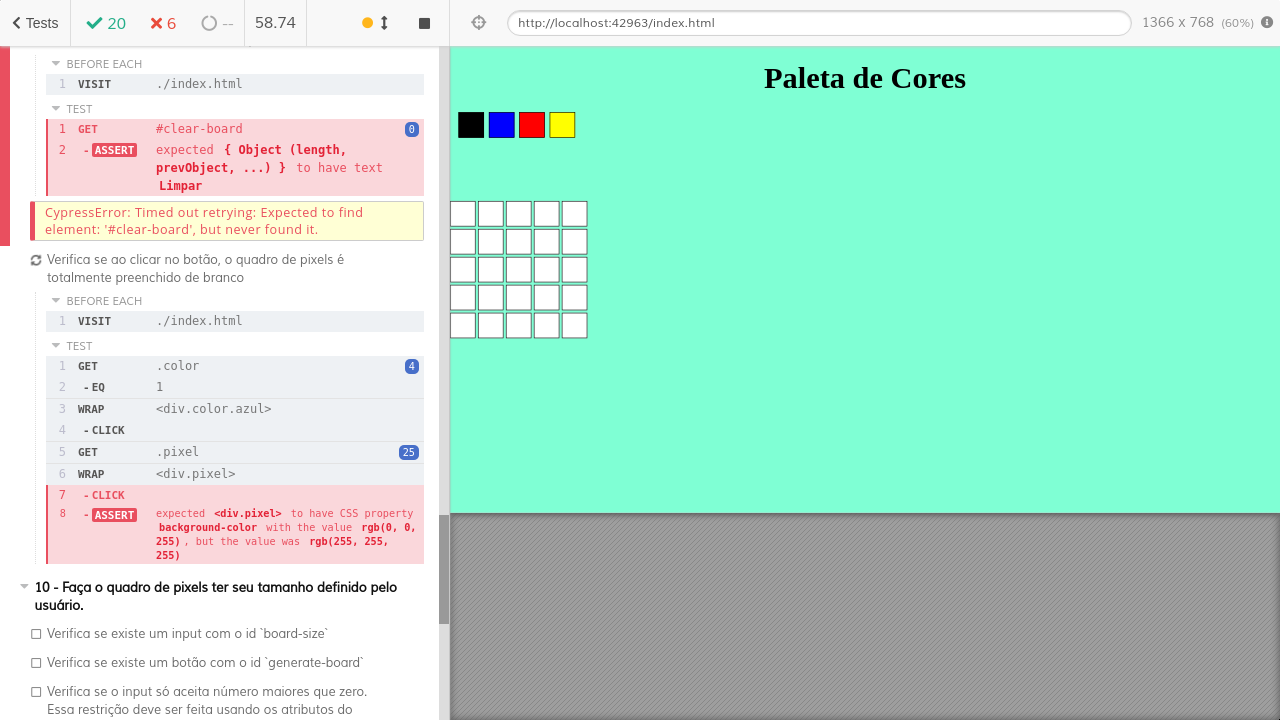 Tests 20 6 -- 58.74 http://localhost:42963/index.html 1366 x 768 (60%)
BEFORE EACH
1 VISIT ./index.html
TEST
1 GET #clear-board 0
2 - ASSERT expected { Object (length,
prevObject, ...) } to have text
Limpar
CypressError: Timed out retrying: Expected to find
element: '#clear-board', but never found it.
Verifica se ao clicar no botão, o quadro de pixels é
totalmente preenchido de branco
BEFORE EACH
1 VISIT ./index.html
TEST
1 GET .color 4
2 - EQ 1
3 WRAP <div.color.azul>
4 - CLICK
5 GET .pixel 25
6 WRAP <div.pixel>
7 - CLICK
8 - ASSERT expected <div.pixel> to have CSS property
background-color with the value rgb(0, 0,
255), but the value was rgb(255, 255,
255)
10 - Faça o quadro de pixels ter seu tamanho definido pelo
usuário.
Verifica se existe um input com o id `board-size`
Verifica se existe um botão com o id `generate-board`
Verifica se o input só aceita número maiores que zero.
Essa restrição deve ser feita usando os atributos do
Paleta de Cores